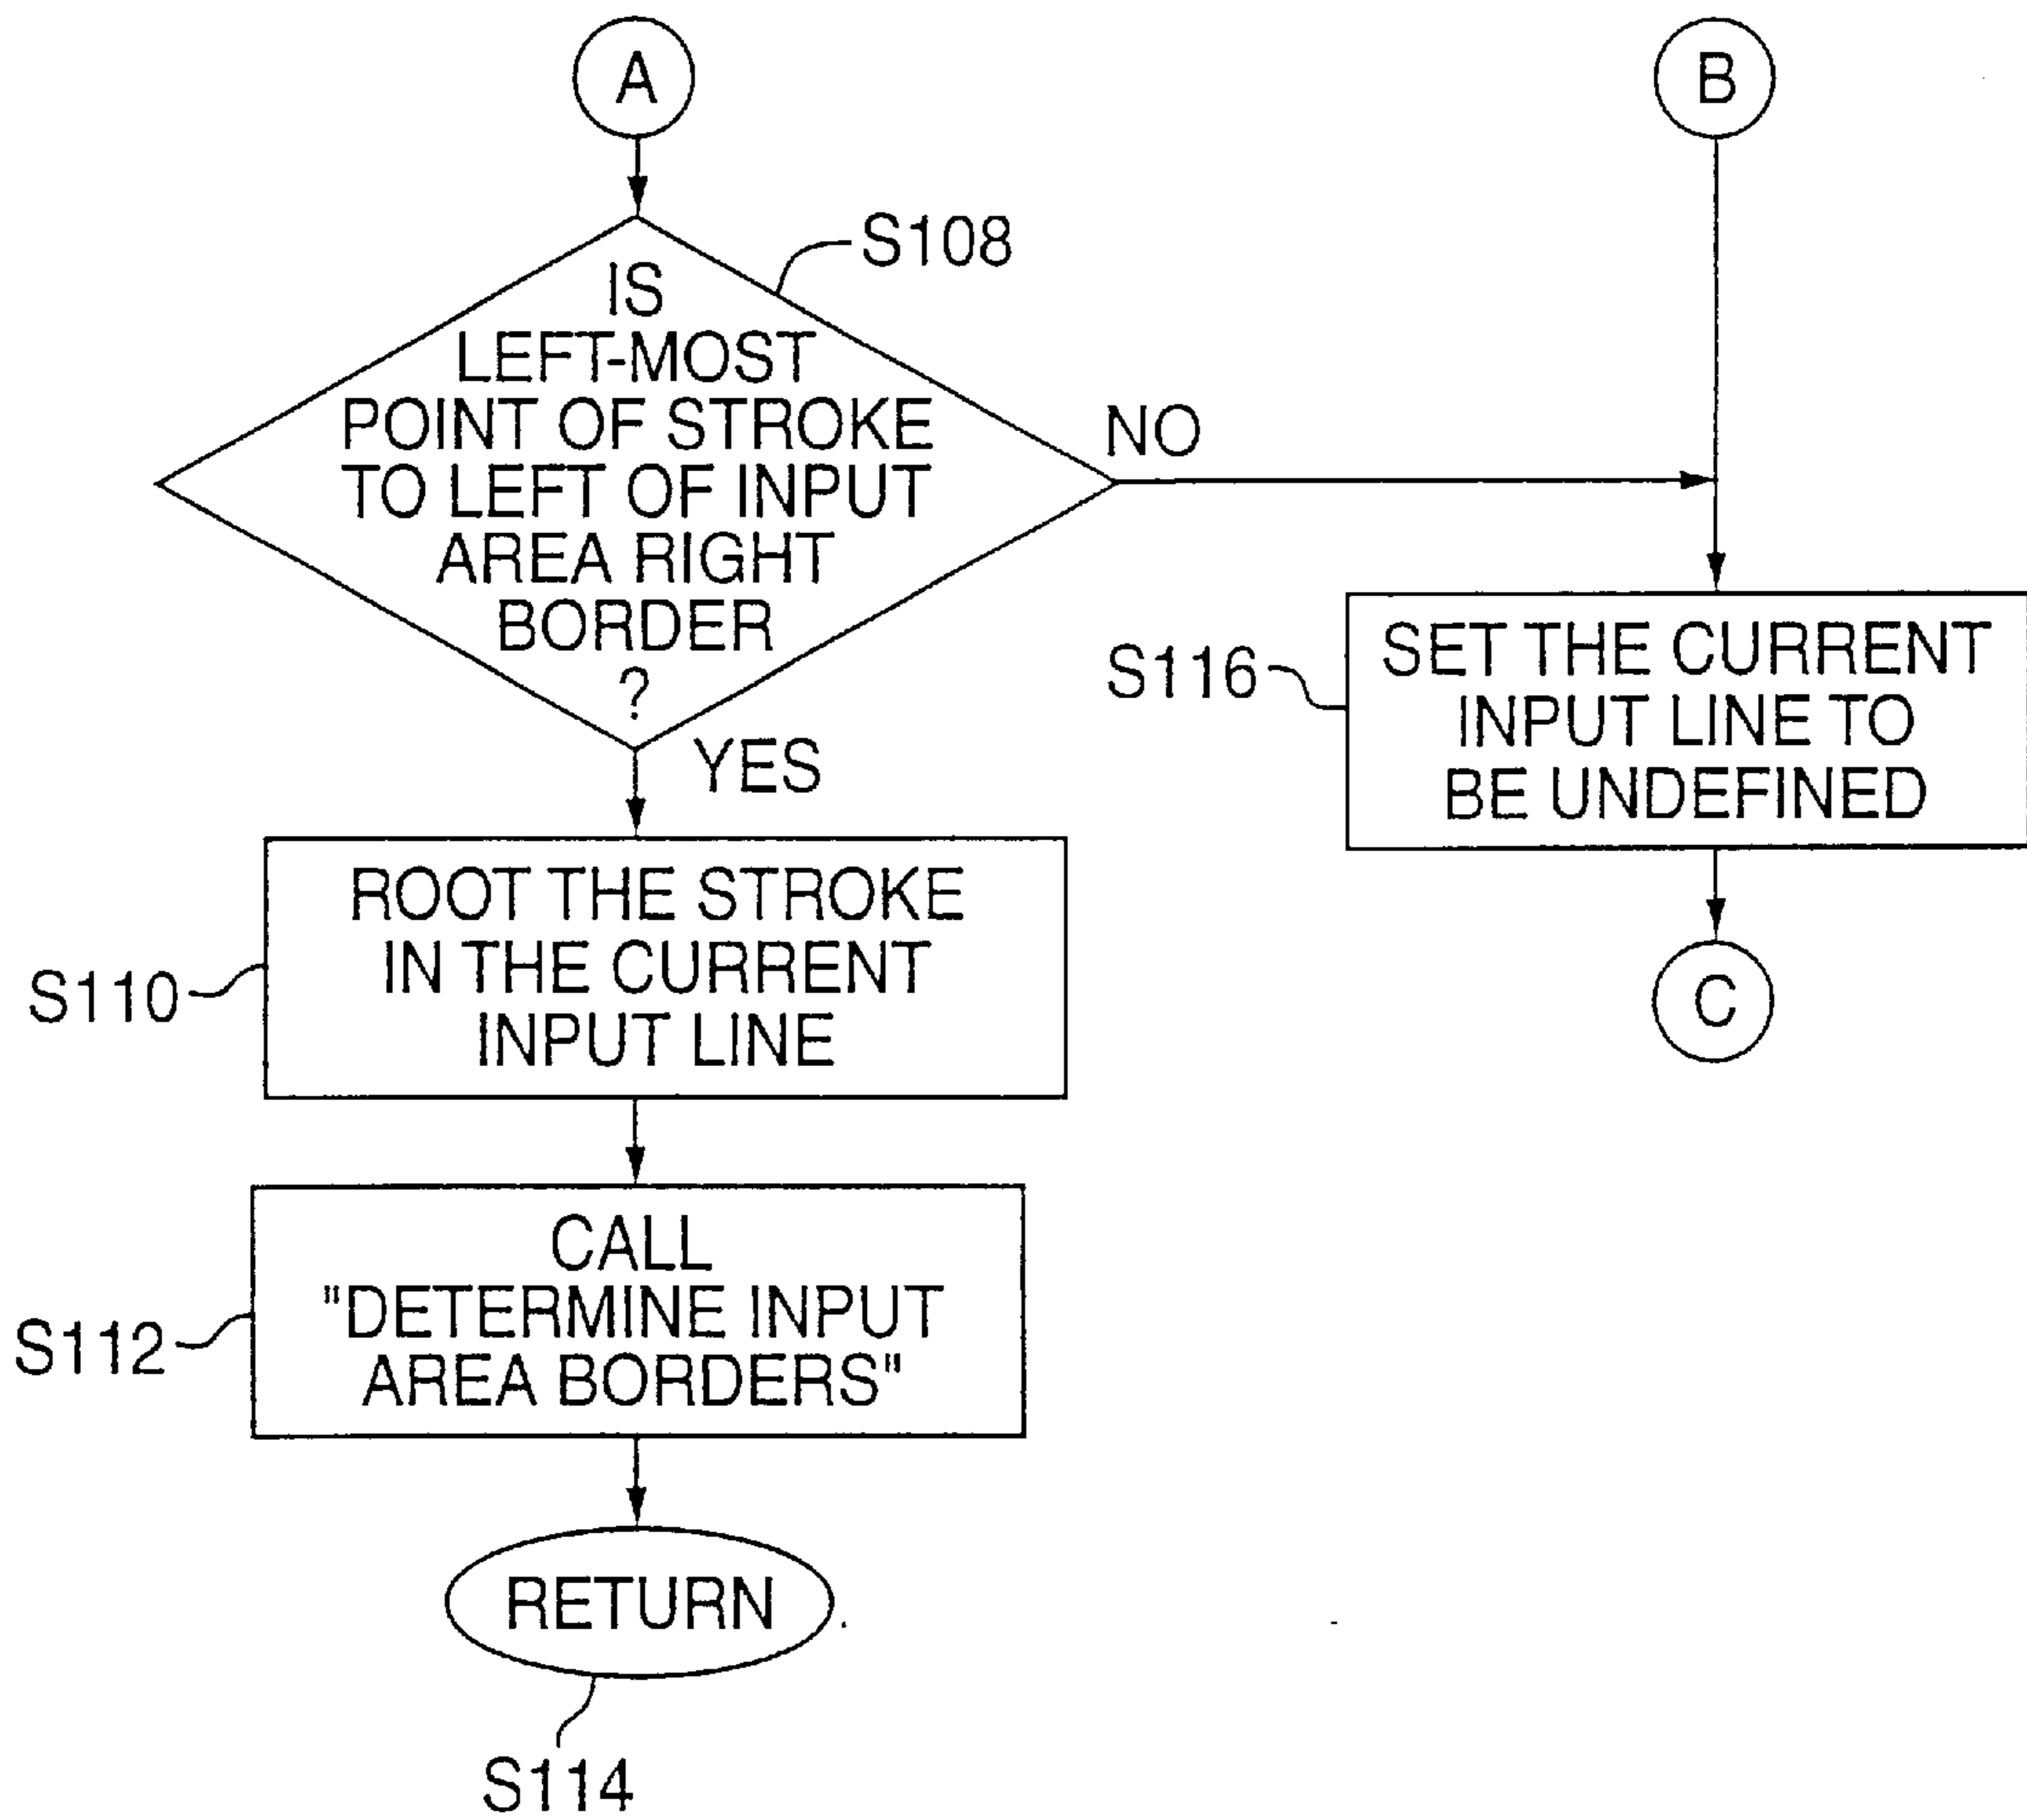 A
B
S108
IS
LEFT-MOST
POINT OF STROKE
TO LEFT OF INPUT
AREA RIGHT
BORDER
?
NO
YES
S116
SET THE CURRENT
INPUT LINE TO
BE UNDEFINED
C
S110
ROOT THE STROKE
IN THE CURRENT
INPUT LINE
S112
CALL
"DETERMINE INPUT
AREA BORDERS"
RETURN
S114